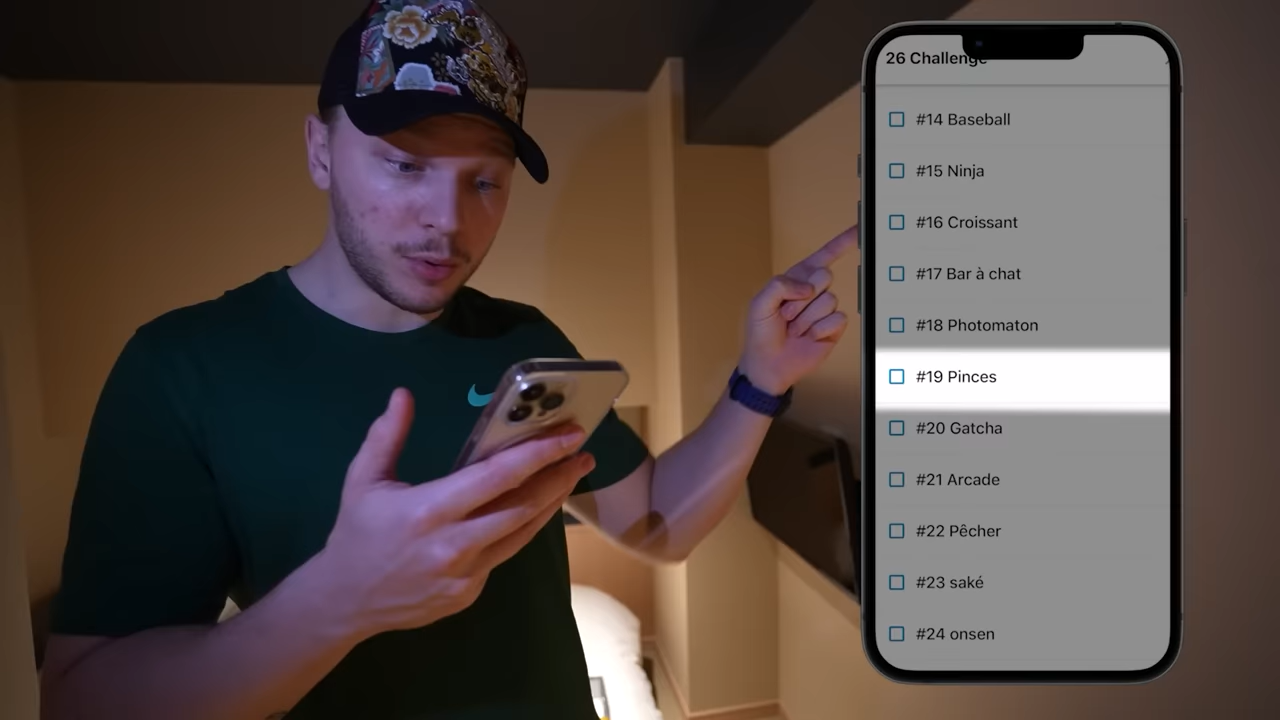 26 Challenge
#14 Baseball
#15 Ninja
#16 Croissant
#17 Bar à chat
#18 Photomaton
#19 Pinces
#20 Gatcha
#21 Arcade
#22 Pêcher
#23 saké
#24 onsen